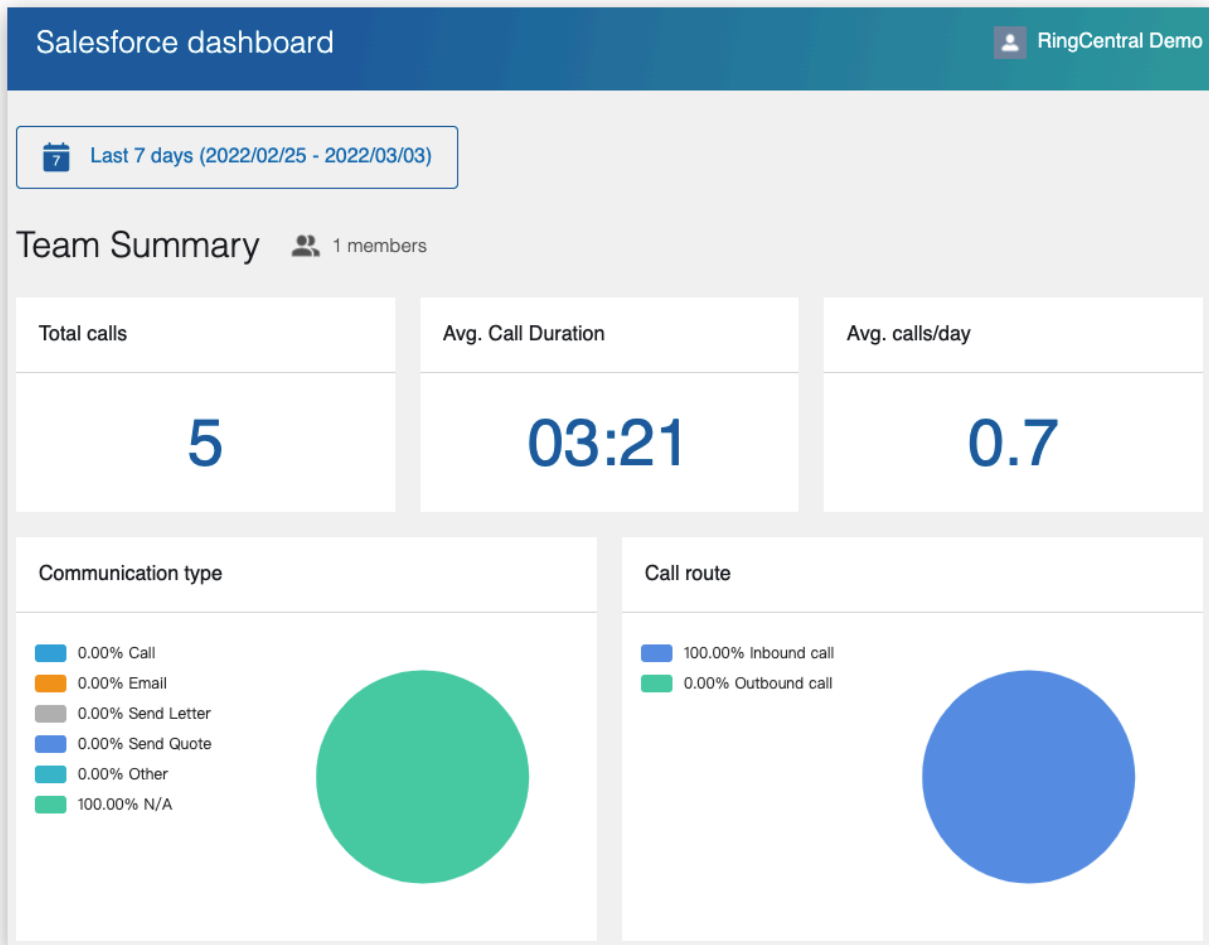 Salesforce dashboard
RingCentral Demo
7
Last 7 days (2022/02/25 - 2022/03/03)
Team Summary
1 members
Total calls
5
Avg. Call Duration
03:21
Avg. calls/day
0.7
Communication type
0.00% Call
0.00% Email
0.00% Send Letter
0.00% Send Quote
0.00% Other
100.00% N/A
Call route
100.00% Inbound call
0.00% Outbound call